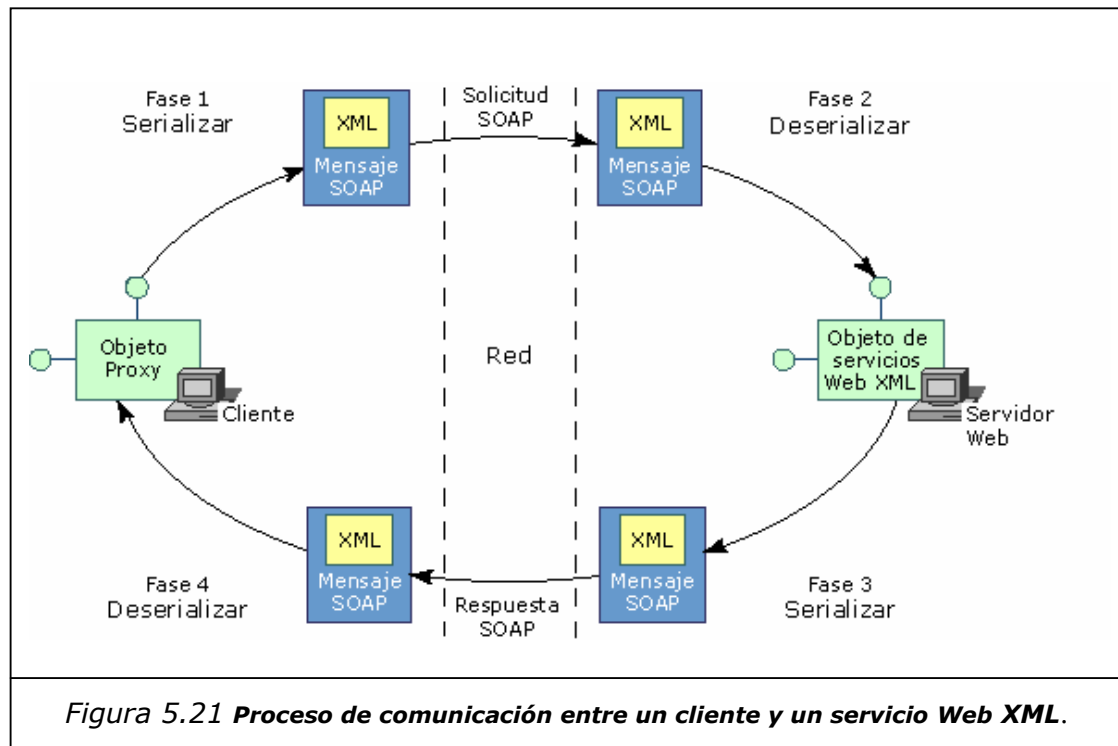 Fase 1
Serializar
XML
Mensaje
SOAP
Solicitud
SOAP
XML
Mensaje
SOAP
Fase 2
Deserializar
Objeto
Proxy
Cliente
Red
Objeto de
servicios
Web XML
Servidor
Web
Fase 4
Deserializar
XML
Mensaje
SOAP
Respuesta
SOAP
XML
Mensaje
SOAP
Fase 3
Serializar
Figura 5.21 Proceso de comunicación entre un cliente y un servicio Web XML.